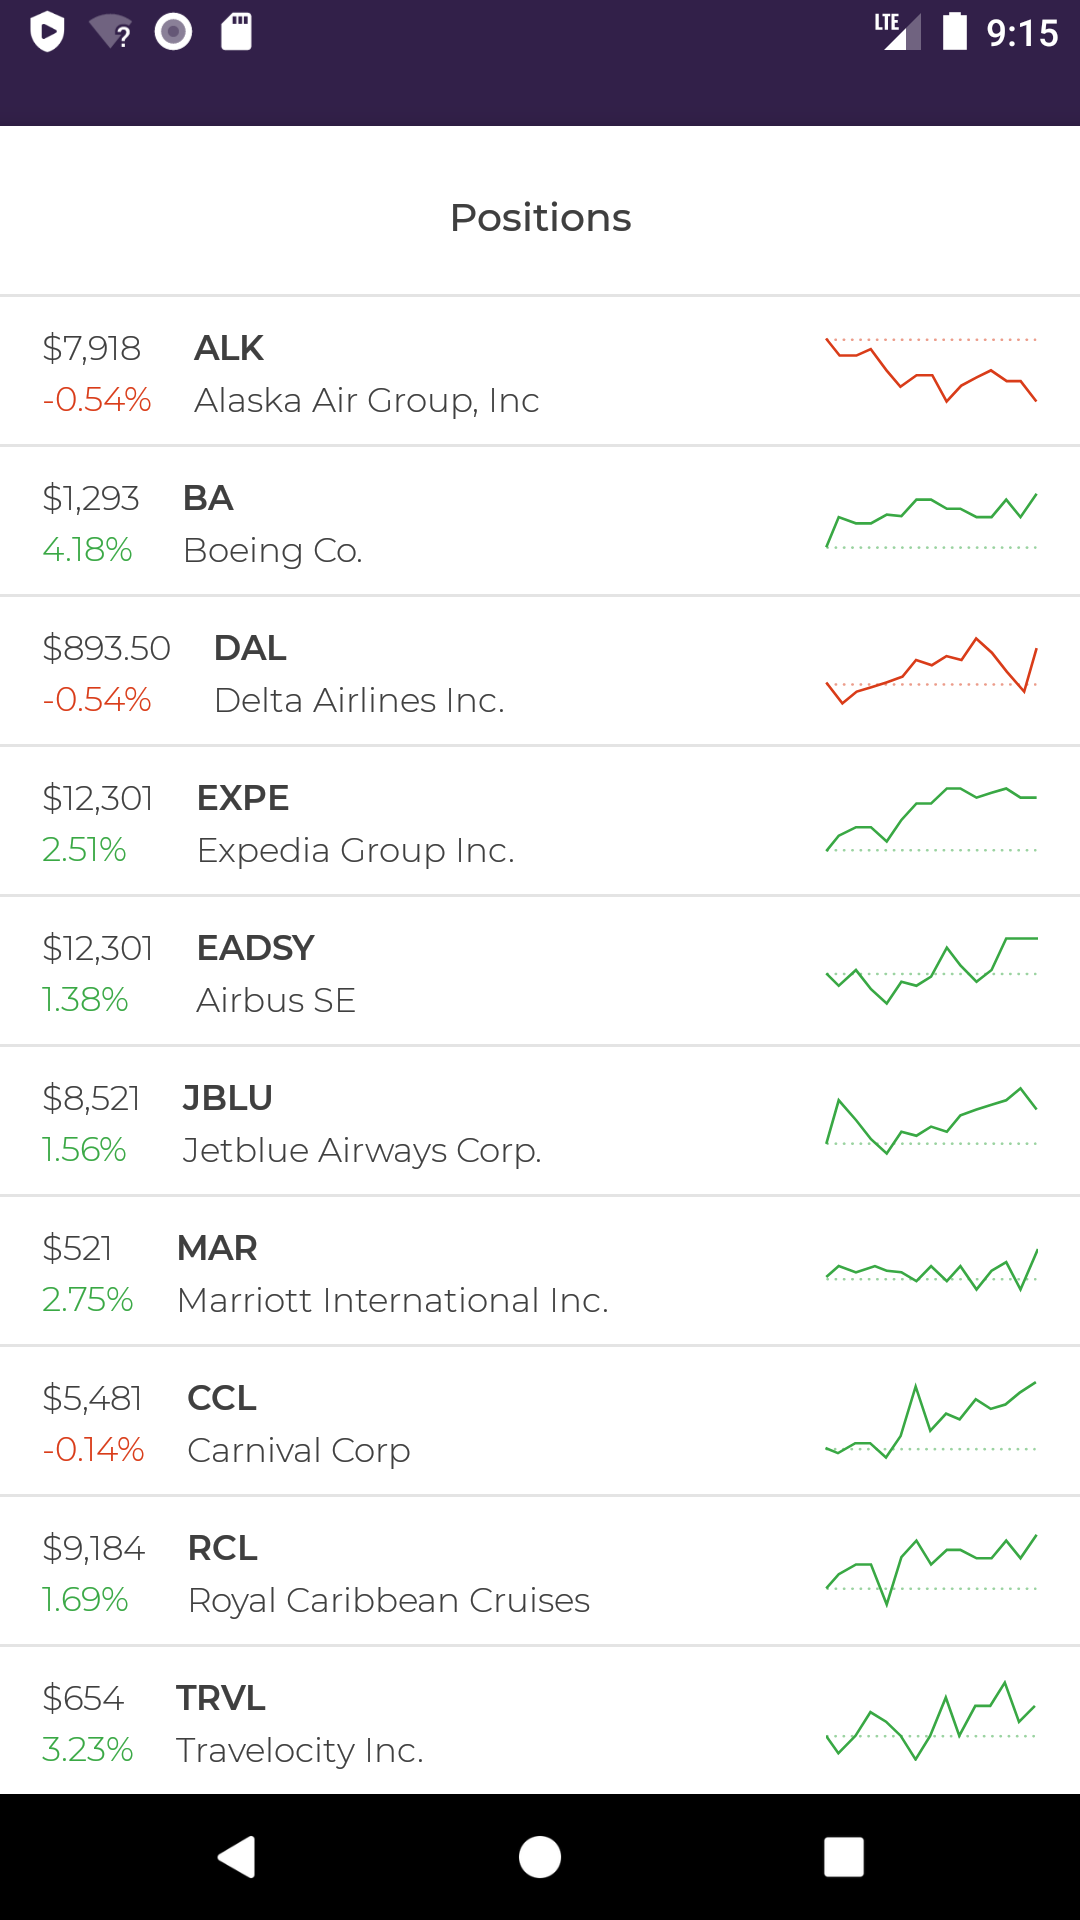 LTE 9:15
Positions
$7,918 ALK
-0.54% Alaska Air Group, Inc
$1,293 BA
4.18% Boeing Co.
$893.50 DAL
-0.54% Delta Airlines Inc.
$12,301 EXPE
2.51% Expedia Group Inc.
$12,301 EADSY
1.38% Airbus SE
$8,521 JBLU
1.56% Jetblue Airways Corp.
$521 MAR
2.75% Marriott International Inc.
$5,481 CCL
-0.14% Carnival Corp
$9,184 RCL
1.69% Royal Caribbean Cruises
$654 TRVL
3.23% Travelocity Inc.